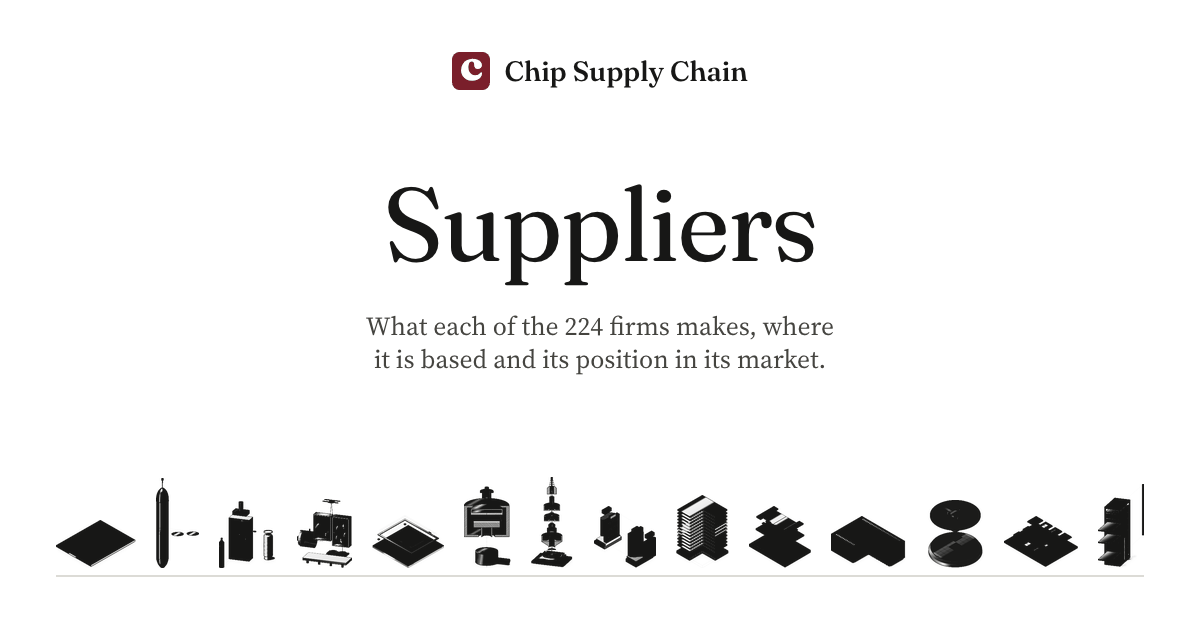 C Chip Supply Chain
Suppliers
What each of the 224 firms makes, where
it is based and its position in its market.